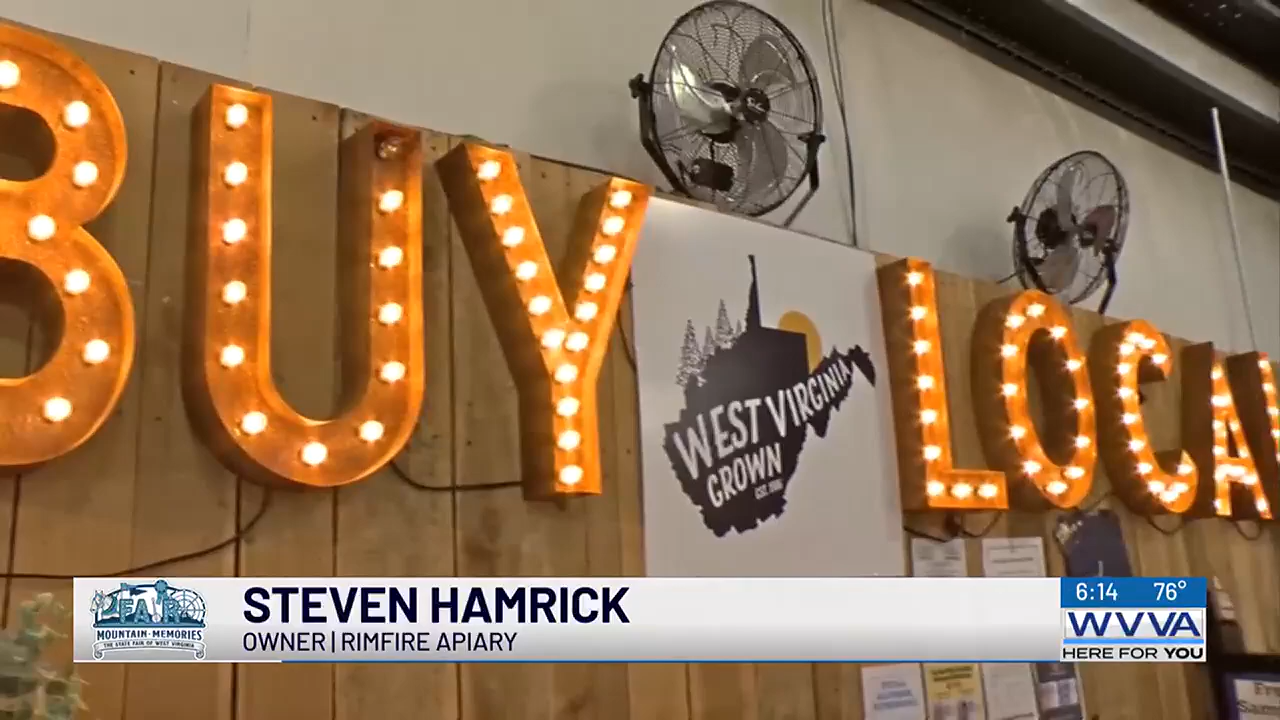 BUY LOCA
WEST VIRGINIA
GROWN
EST. 1986
FAIR
MOUNTAIN MEMORIES
THE STATE FAIR OF WEST VIRGINIA
STEVEN HAMRICK
OWNER | RIMFIRE APIARY
6:14 76°
WVVA
HERE FOR YOU